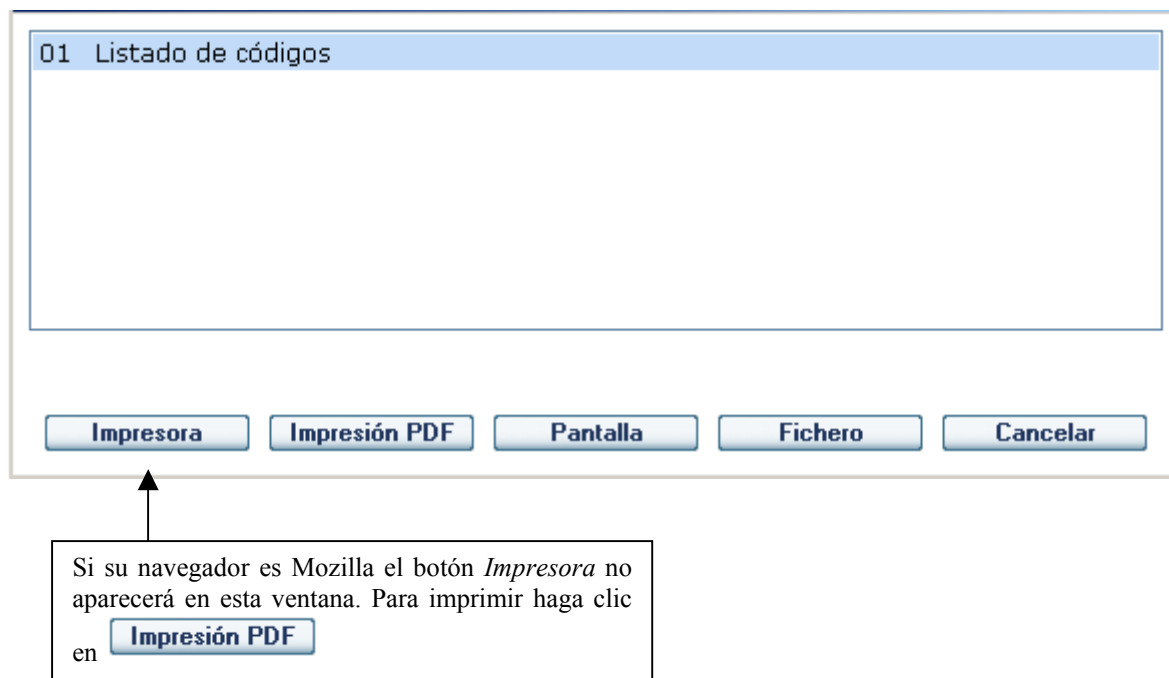 01 Listado de códigos
Impresora Impresión PDF Pantalla Fichero Cancelar
Si su navegador es Mozilla el botón Impresora no
aparecerá en esta ventana. Para imprimir haga clic
en Impresión PDF